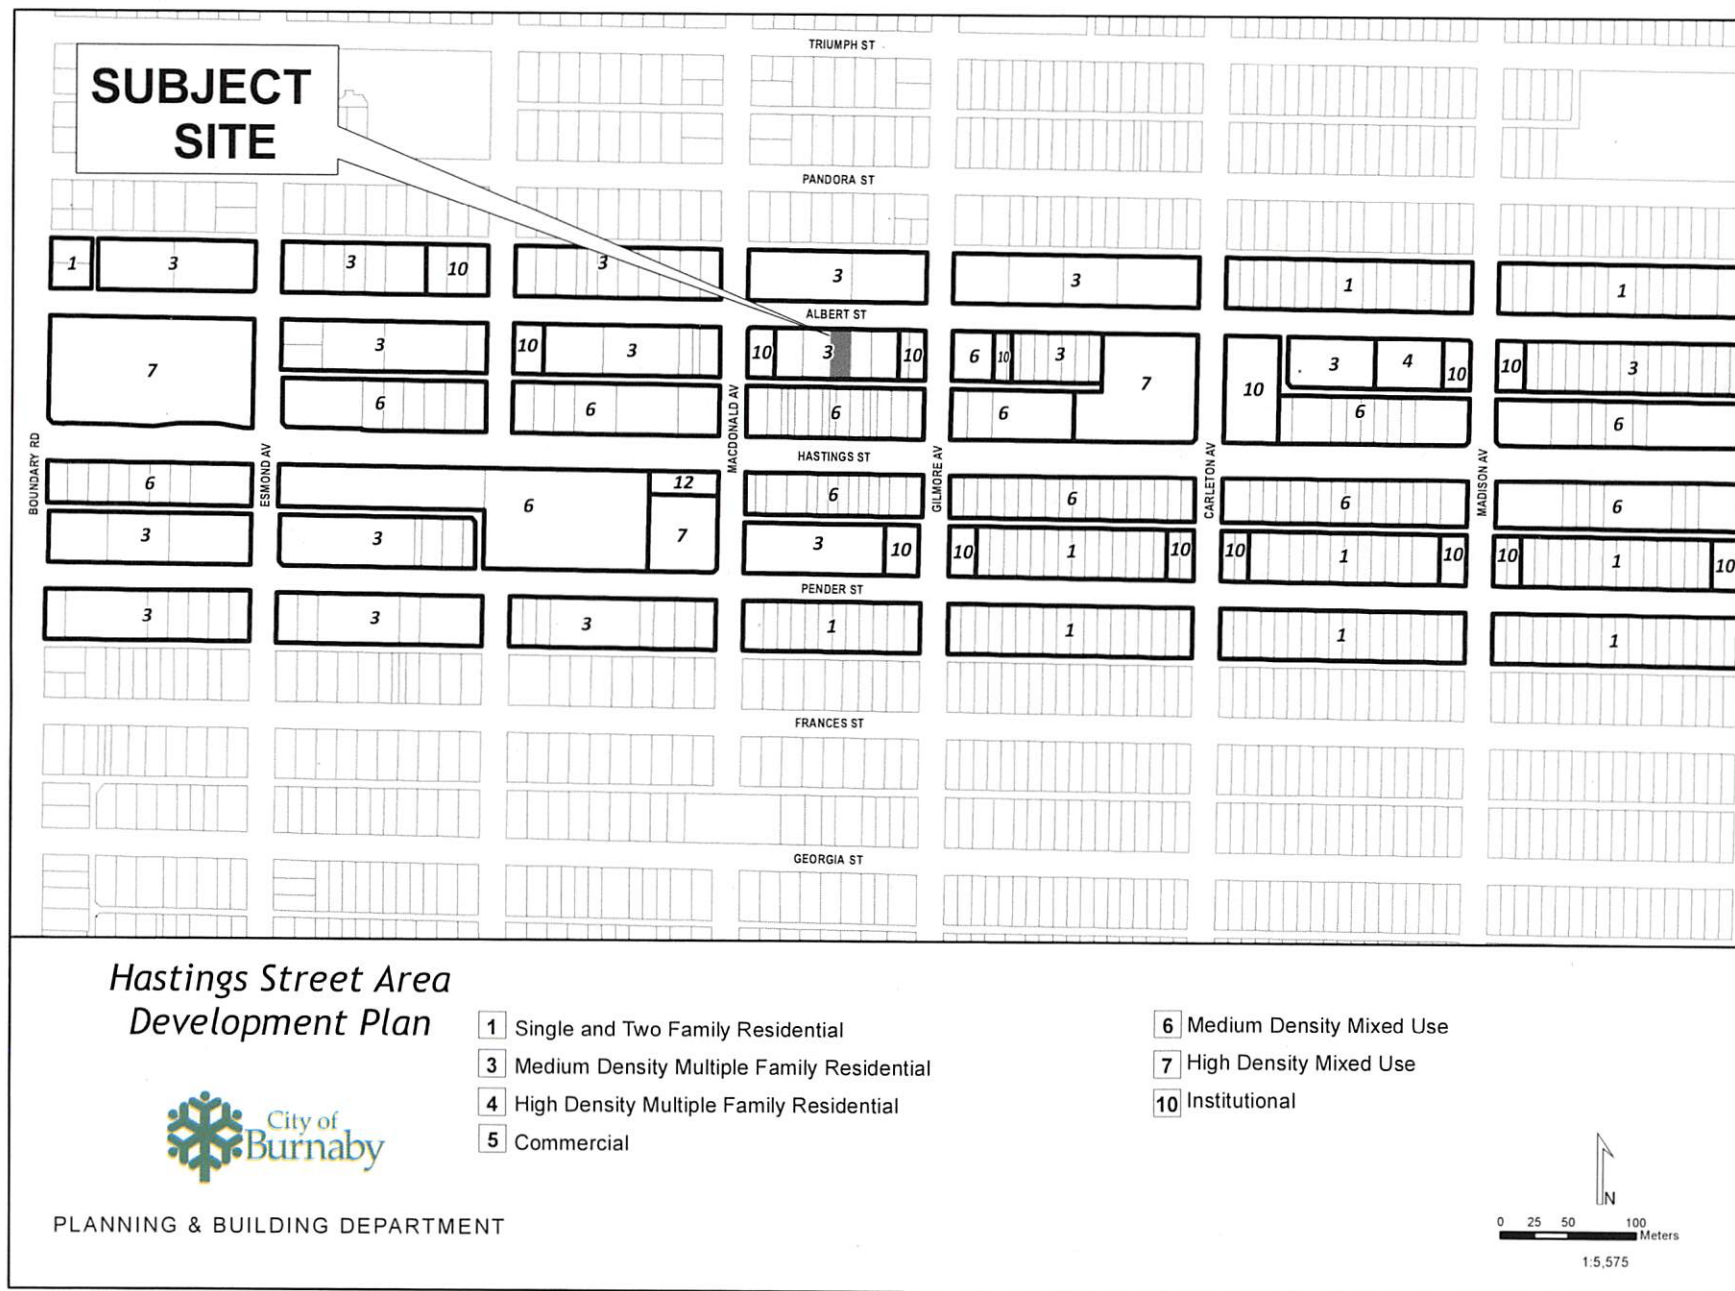 TRIUMPH ST
SUBJECT
SITE
PANDORA ST
1 3 3 10 3 3 3 1 1
ALBERT ST
7 3 10 3 10 3 10 6 10 3 7 10 3 4 10 10 3
6 6 6 6 6 6
BOUNDARY RD
ESMOND AV
MACDONALD AV
GILMORE AV
CARLETON AV
MADISON AV
HASTINGS ST
6 6 12 6 6 6 6
3 3 7 3 10 10 1 10 10 1 10 10 1 10
PENDER ST
3 3 3 1 1 1 1
FRANCES ST
GEORGIA ST
Hastings Street Area
Development Plan
1 Single and Two Family Residential
3 Medium Density Multiple Family Residential
4 High Density Multiple Family Residential
5 Commercial
6 Medium Density Mixed Use
7 High Density Mixed Use
10 Institutional
City of
Burnaby
PLANNING & BUILDING DEPARTMENT
N
0 25 50 100
Meters
1:5,575